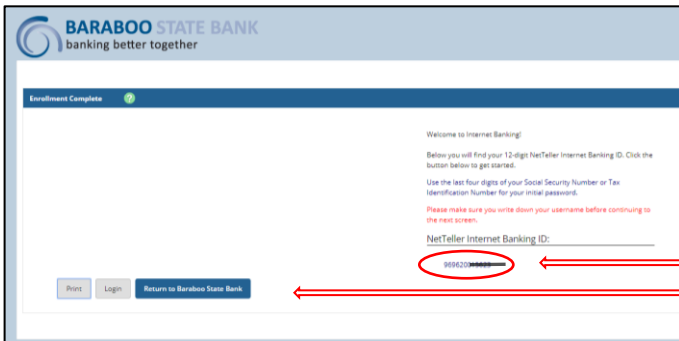 BARABOO STATE BANK
banking better together
Enrollment Complete ?
Welcome to Internet Banking!
Below you will find your 12-digit NetTeller Internet Banking ID. Click the
button below to get started.
Use the last four digits of your Social Security Number or Tax
Identification Number for your initial password.
Please make sure you write down your username before continuing to
the next screen.
NetTeller Internet Banking ID:
Print Login Return to Baraboo State Bank